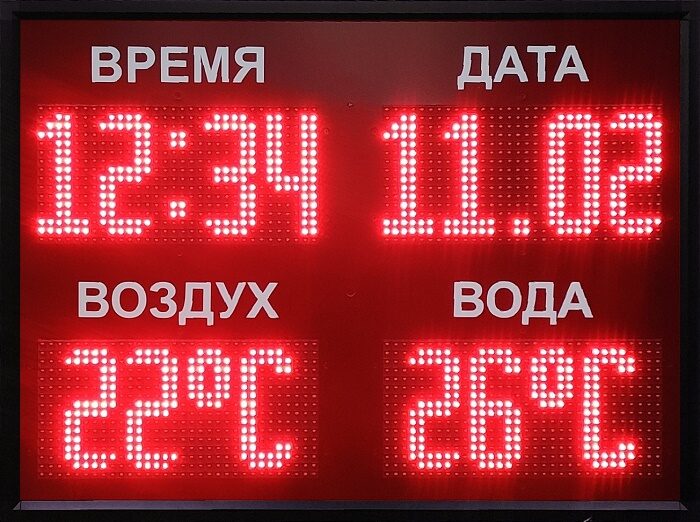 ВРЕМЯ ДАТА
12:34 11.02
ВОЗДУХ ВОДА
22°C 26°C